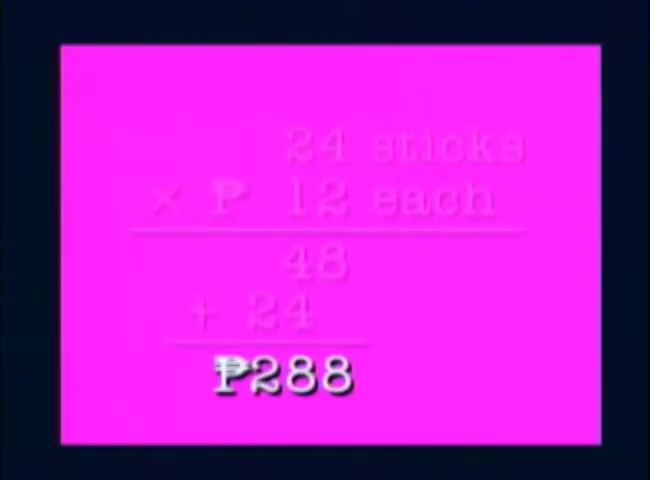 24 sticks
× ₱ 12 each
48
+ 24
₱288